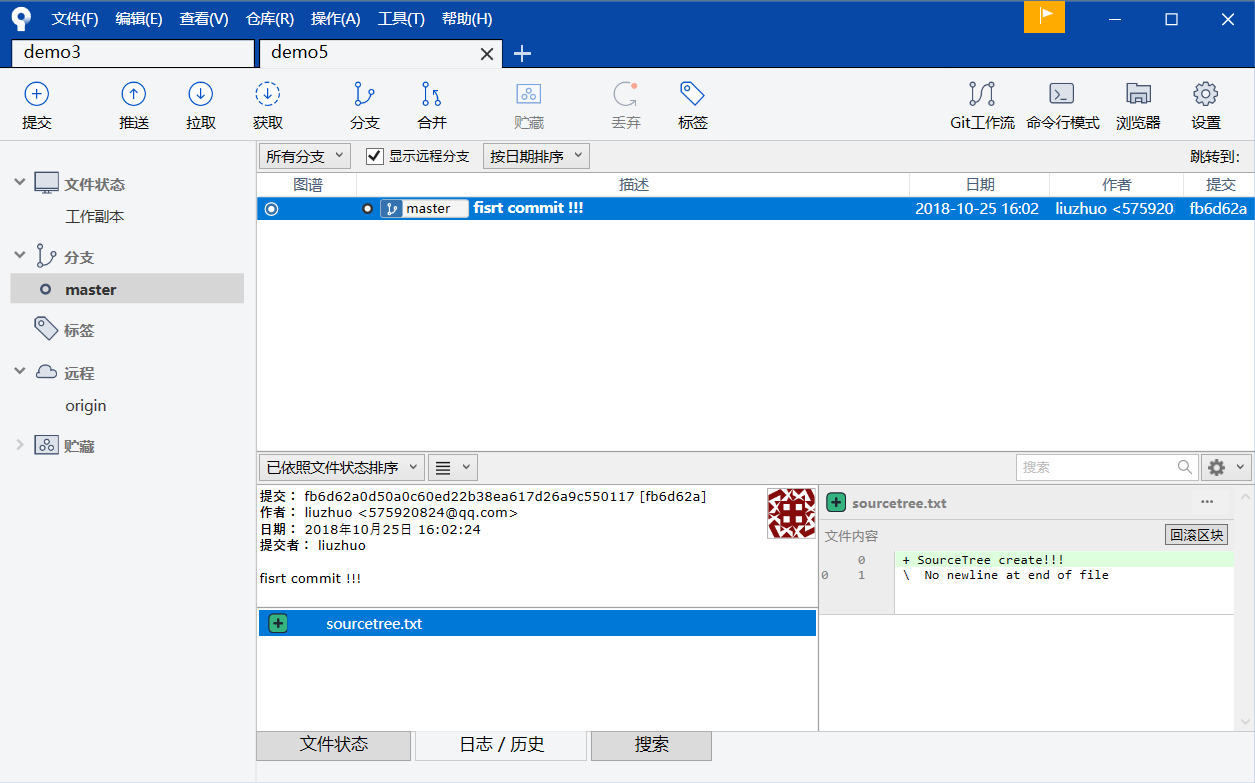 文件(F) 编辑(E) 查看(V) 仓库(R) 操作(A) 工具(T) 帮助(H)
demo3 demo5
提交 推送 拉取 获取 分支 合并 贮藏 丢弃 标签 Git工作流 命令行模式 浏览器 设置
文件状态
工作副本
分支
master
标签
远程
origin
贮藏
所有分支 显示远程分支 按日期排序 跳转到:
图谱 描述 日期 作者 提交
master fisrt commit !!! 2018-10-25 16:02 liuzhuo <575920 fb6d62a
已依照文件状态排序 搜索
提交： fb6d62a0d50a0c60ed22b38ea617d26a9c550117 [fb6d62a]
作者： liuzhuo <575920824@qq.com>
日期： 2018年10月25日 16:02:24
提交者： liuzhuo
fisrt commit !!!
sourcetree.txt
sourcetree.txt
文件内容 回滚区块
0 + SourceTree create!!!
0 1 \ No newline at end of file
文件状态 日志 / 历史 搜索